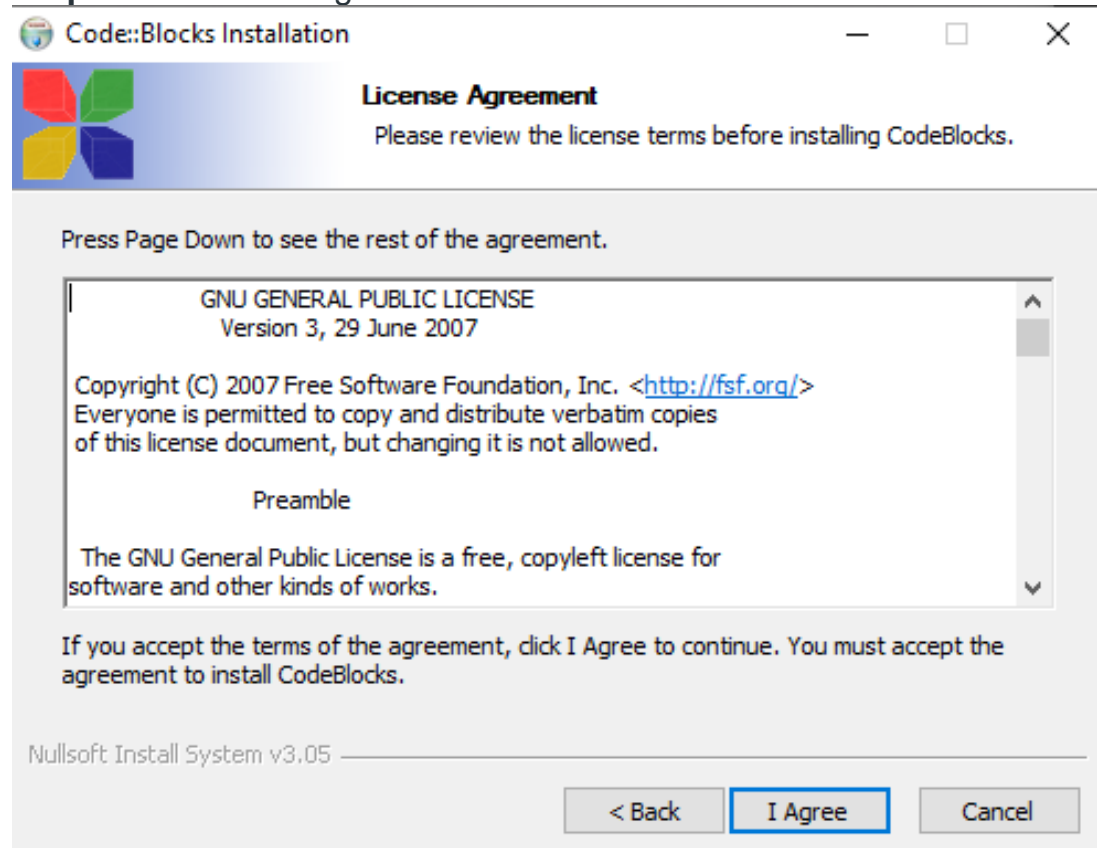 Code::Blocks Installation
License Agreement
Please review the license terms before installing CodeBlocks.
Press Page Down to see the rest of the agreement.
GNU GENERAL PUBLIC LICENSE
Version 3, 29 June 2007
Copyright (C) 2007 Free Software Foundation, Inc. <http://fsf.org/>
Everyone is permitted to copy and distribute verbatim copies
of this license document, but changing it is not allowed.
Preamble
The GNU General Public License is a free, copyleft license for
software and other kinds of works.
If you accept the terms of the agreement, click I Agree to continue. You must accept the
agreement to install CodeBlocks.
Nullsoft Install System v3.05
< Back I Agree Cancel